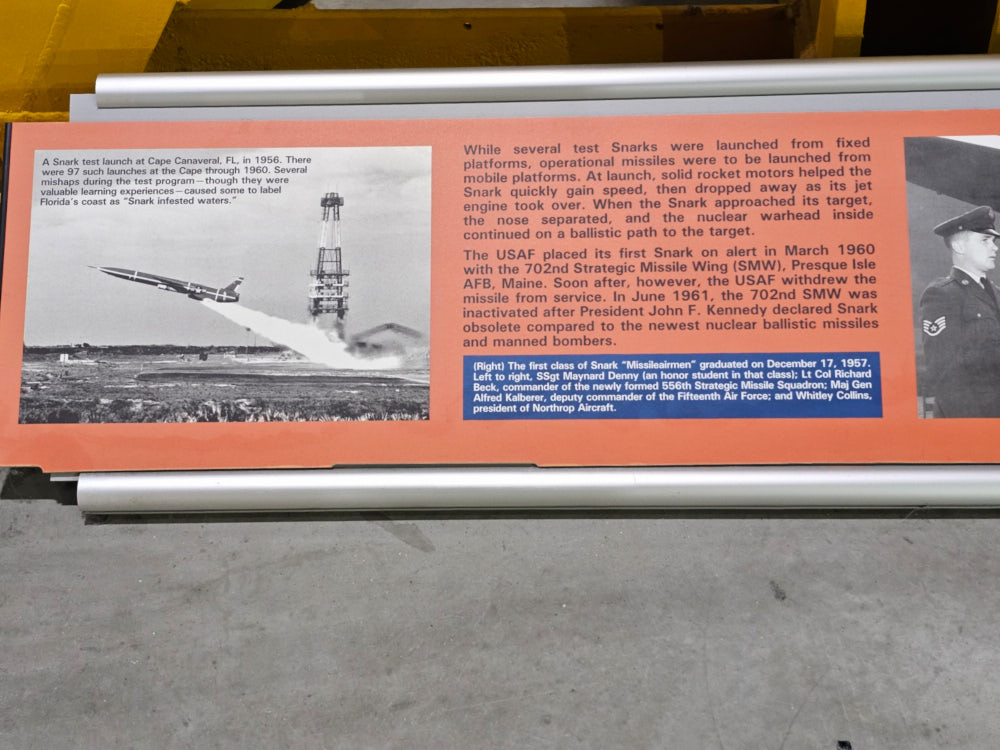 A Snark test launch at Cape Canaveral, FL, in 1956. There
were 97 such launches at the Cape through 1960. Several
mishaps during the test program—though they were
valuable learning experiences—caused some to label
Florida's coast as "Snark infested waters."
While several test Snarks were launched from fixed
platforms, operational missiles were to be launched from
mobile platforms. At launch, solid rocket motors helped the
Snark quickly gain speed, then dropped away as its jet
engine took over. When the Snark approached its target,
the nose separated, and the nuclear warhead inside
continued on a ballistic path to the target.
The USAF placed its first Snark on alert in March 1960
with the 702nd Strategic Missile Wing (SMW), Presque Isle
AFB, Maine. Soon after, however, the USAF withdrew the
missile from service. In June 1961, the 702nd SMW was
inactivated after President John F. Kennedy declared Snark
obsolete compared to the newest nuclear ballistic missiles
and manned bombers.
(Right) The first class of Snark "Missileairmen" graduated on December 17, 1957.
Left to right, SSgt Maynard Denny (an honor student in that class); Lt Col Richard
Beck, commander of the newly formed 556th Strategic Missile Squadron; Maj Gen
Alfred Kalberer, deputy commander of the Fifteenth Air Force; and Whitley Collins,
president of Northrop Aircraft.